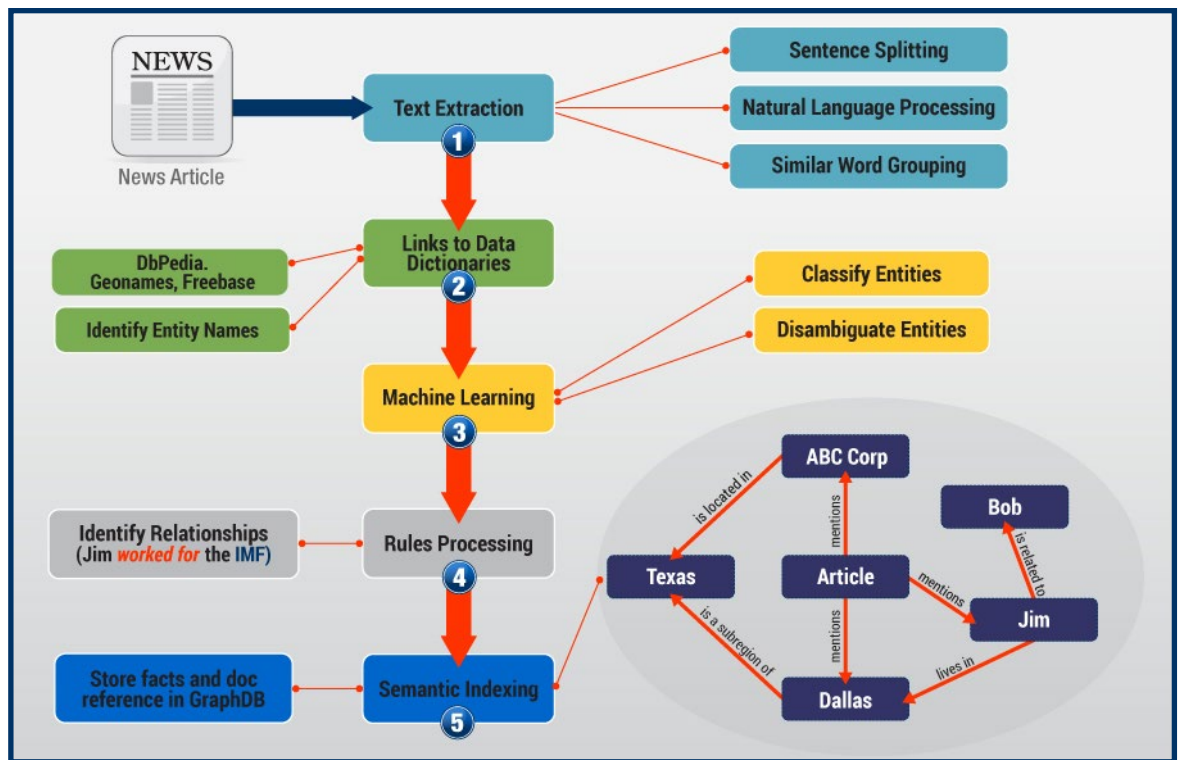 NEWS
News Article
Text Extraction
1
Sentence Splitting
Natural Language Processing
Similar Word Grouping
Links to Data
Dictionaries
2
DbPedia.
Geonames, Freebase
Identify Entity Names
Machine Learning
3
Classify Entities
Disambiguate Entities
Rules Processing
4
Identify Relationships
(Jim worked for the IMF)
Semantic Indexing
5
Store facts and doc
reference in GraphDB
ABC Corp
is located in
mentions
Bob
is related to
Texas
Article
mentions
Jim
is a subregion of
mentions
lives in
Dallas